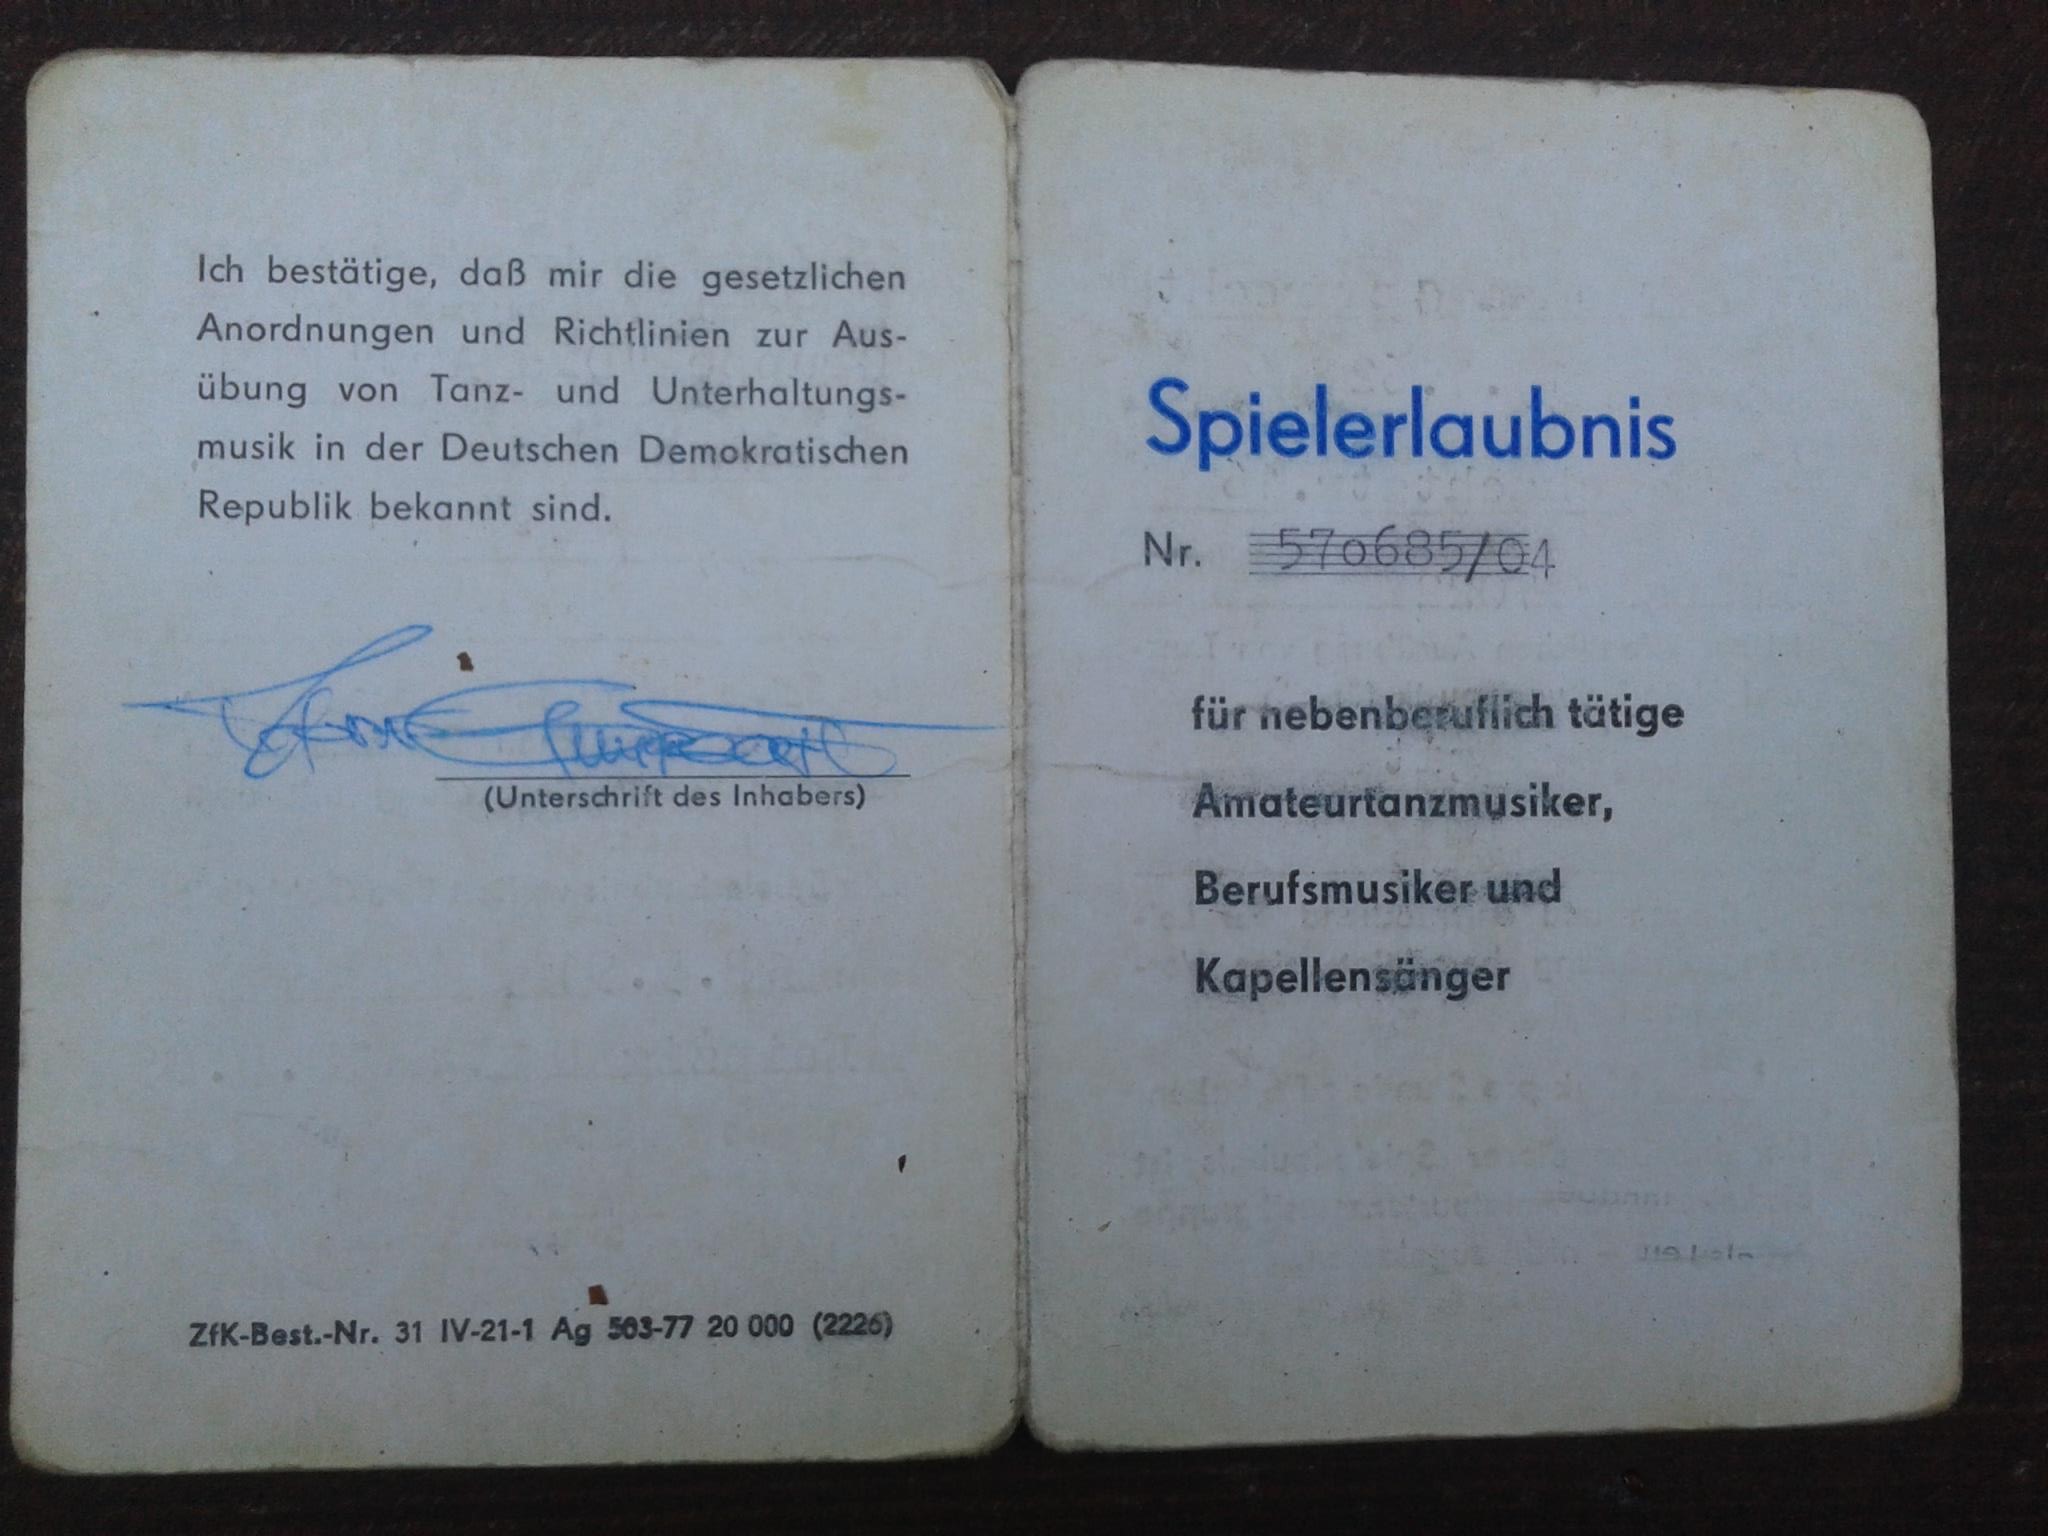 Ich bestätige, daß mir die gesetzlichen
Anordnungen und Richtlinien zur Aus-
übung von Tanz- und Unterhaltungs-
musik in der Deutschen Demokratischen
Republik bekannt sind.
(Unterschrift des Inhabers)
ZfK-Best.-Nr. 31 IV-21-1 Ag 503-77 20 000 (2226)
Spielerlaubnis
Nr. 570685/04
für nebenberuflich tätige
Amateurtanzmusiker,
Berufsmusiker und
Kapellensänger